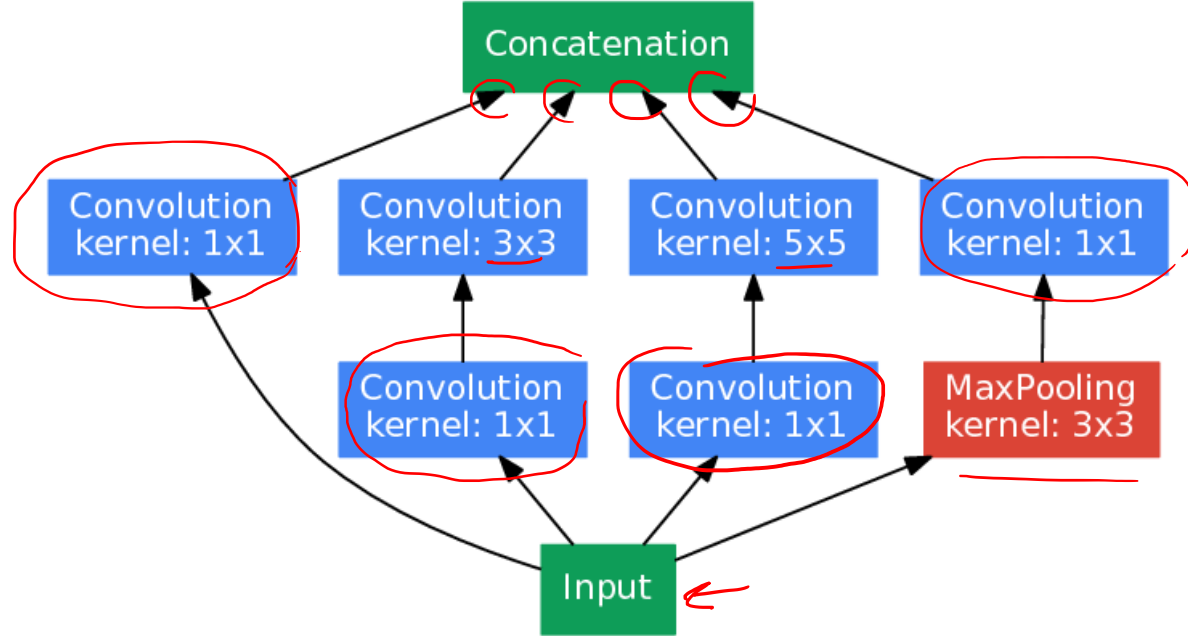 Concatenation
Convolution
kernel: 1x1
Convolution
kernel: 3x3
Convolution
kernel: 5x5
Convolution
kernel: 1x1
Convolution
kernel: 1x1
Convolution
kernel: 1x1
MaxPooling
kernel: 3x3
Input